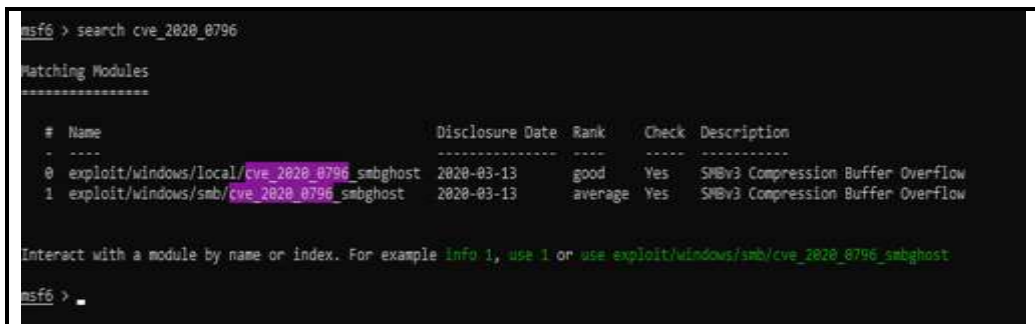 msf6 > search cve_2020_0796
Matching Modules
================
# Name Disclosure Date Rank Check Description
- ---- --------------- ---- ----- -----------
0 exploit/windows/local/cve_2020_0796_smbghost 2020-03-13 good Yes SMBv3 Compression Buffer Overflow
1 exploit/windows/smb/cve_2020_0796_smbghost 2020-03-13 average Yes SMBv3 Compression Buffer Overflow
Interact with a module by name or index. For example info 1, use 1 or use exploit/windows/smb/cve_2020_0796_smbghost
msf6 >